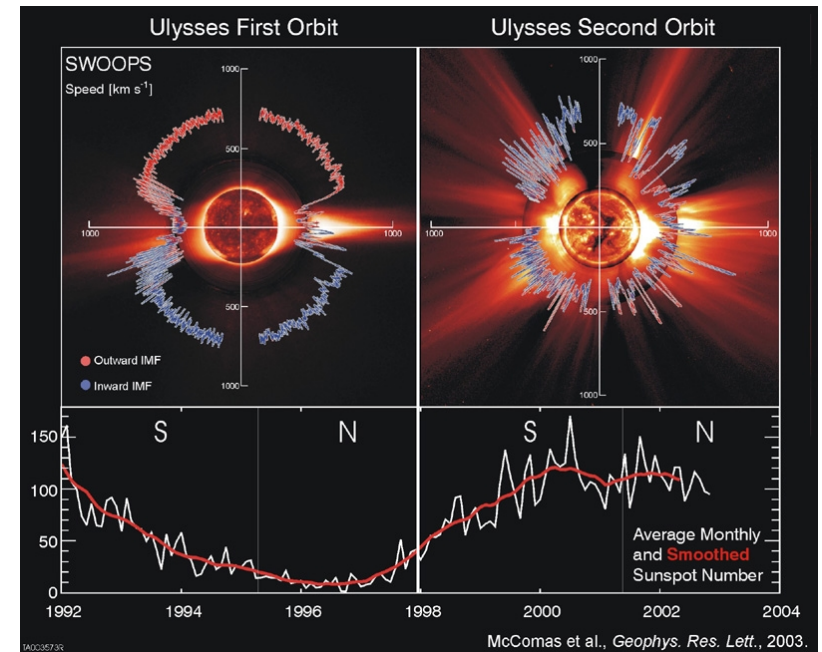 Ulysses First Orbit
Ulysses Second Orbit
SWOOPS
Speed [km s-1]
1000
500
1000
1000
500
1000
1000
500
1000
1000
500
1000
Outward IMF
Inward IMF
S
N
S
N
150
100
50
0
Average Monthly
and Smoothed
Sunspot Number
1992
1994
1996
1998
2000
2002
2004
TA003573R
McComas et al., Geophys. Res. Lett., 2003.